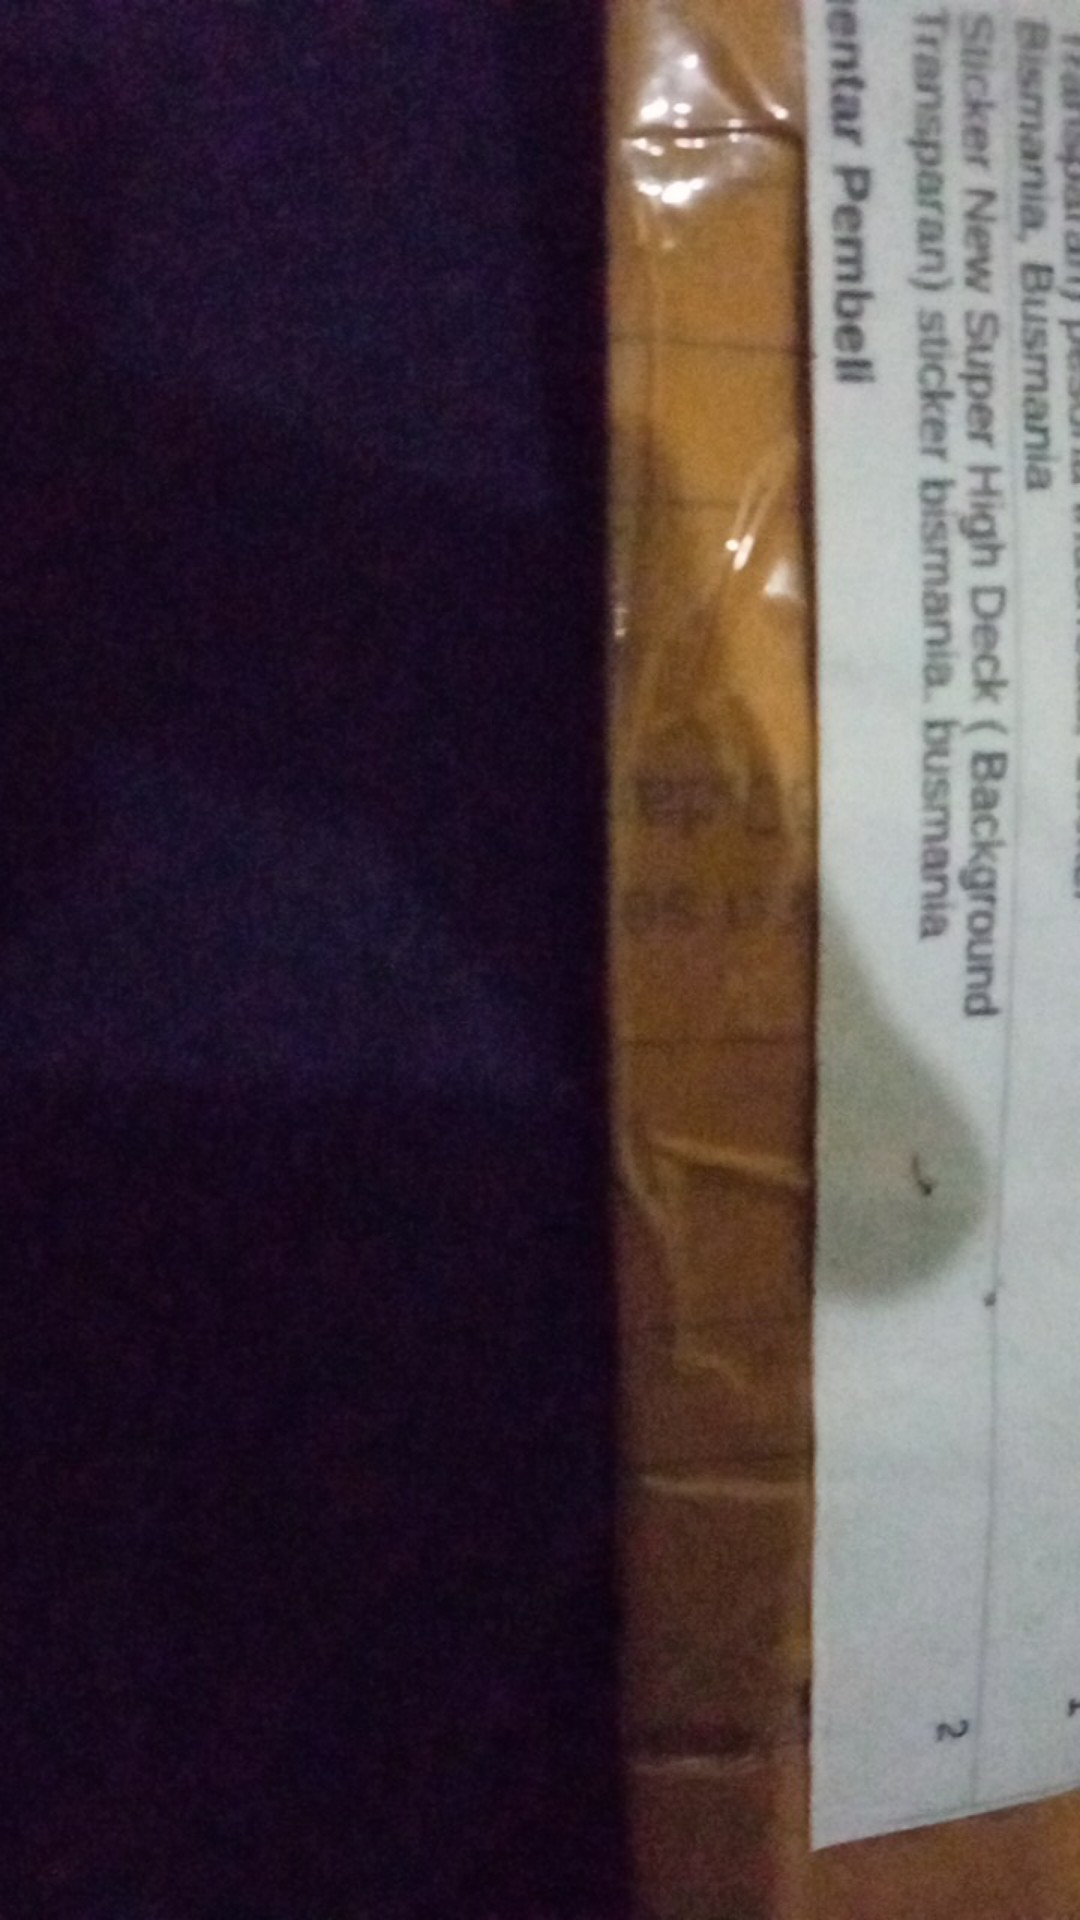 Bismania, Busmania
Sticker New Super High Deck ( Background 2
Transparan) sticker bismania. busmania
entar Pembeli